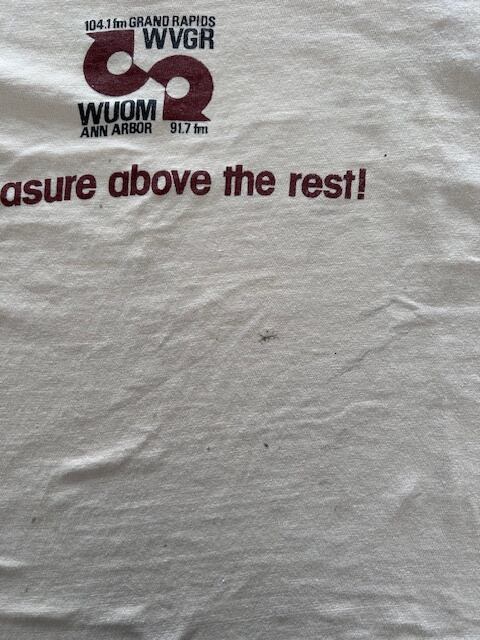 104.1 fm GRAND RAPIDS
WVGR
WUOM
ANN ARBOR 91.7 fm
asure above the rest!